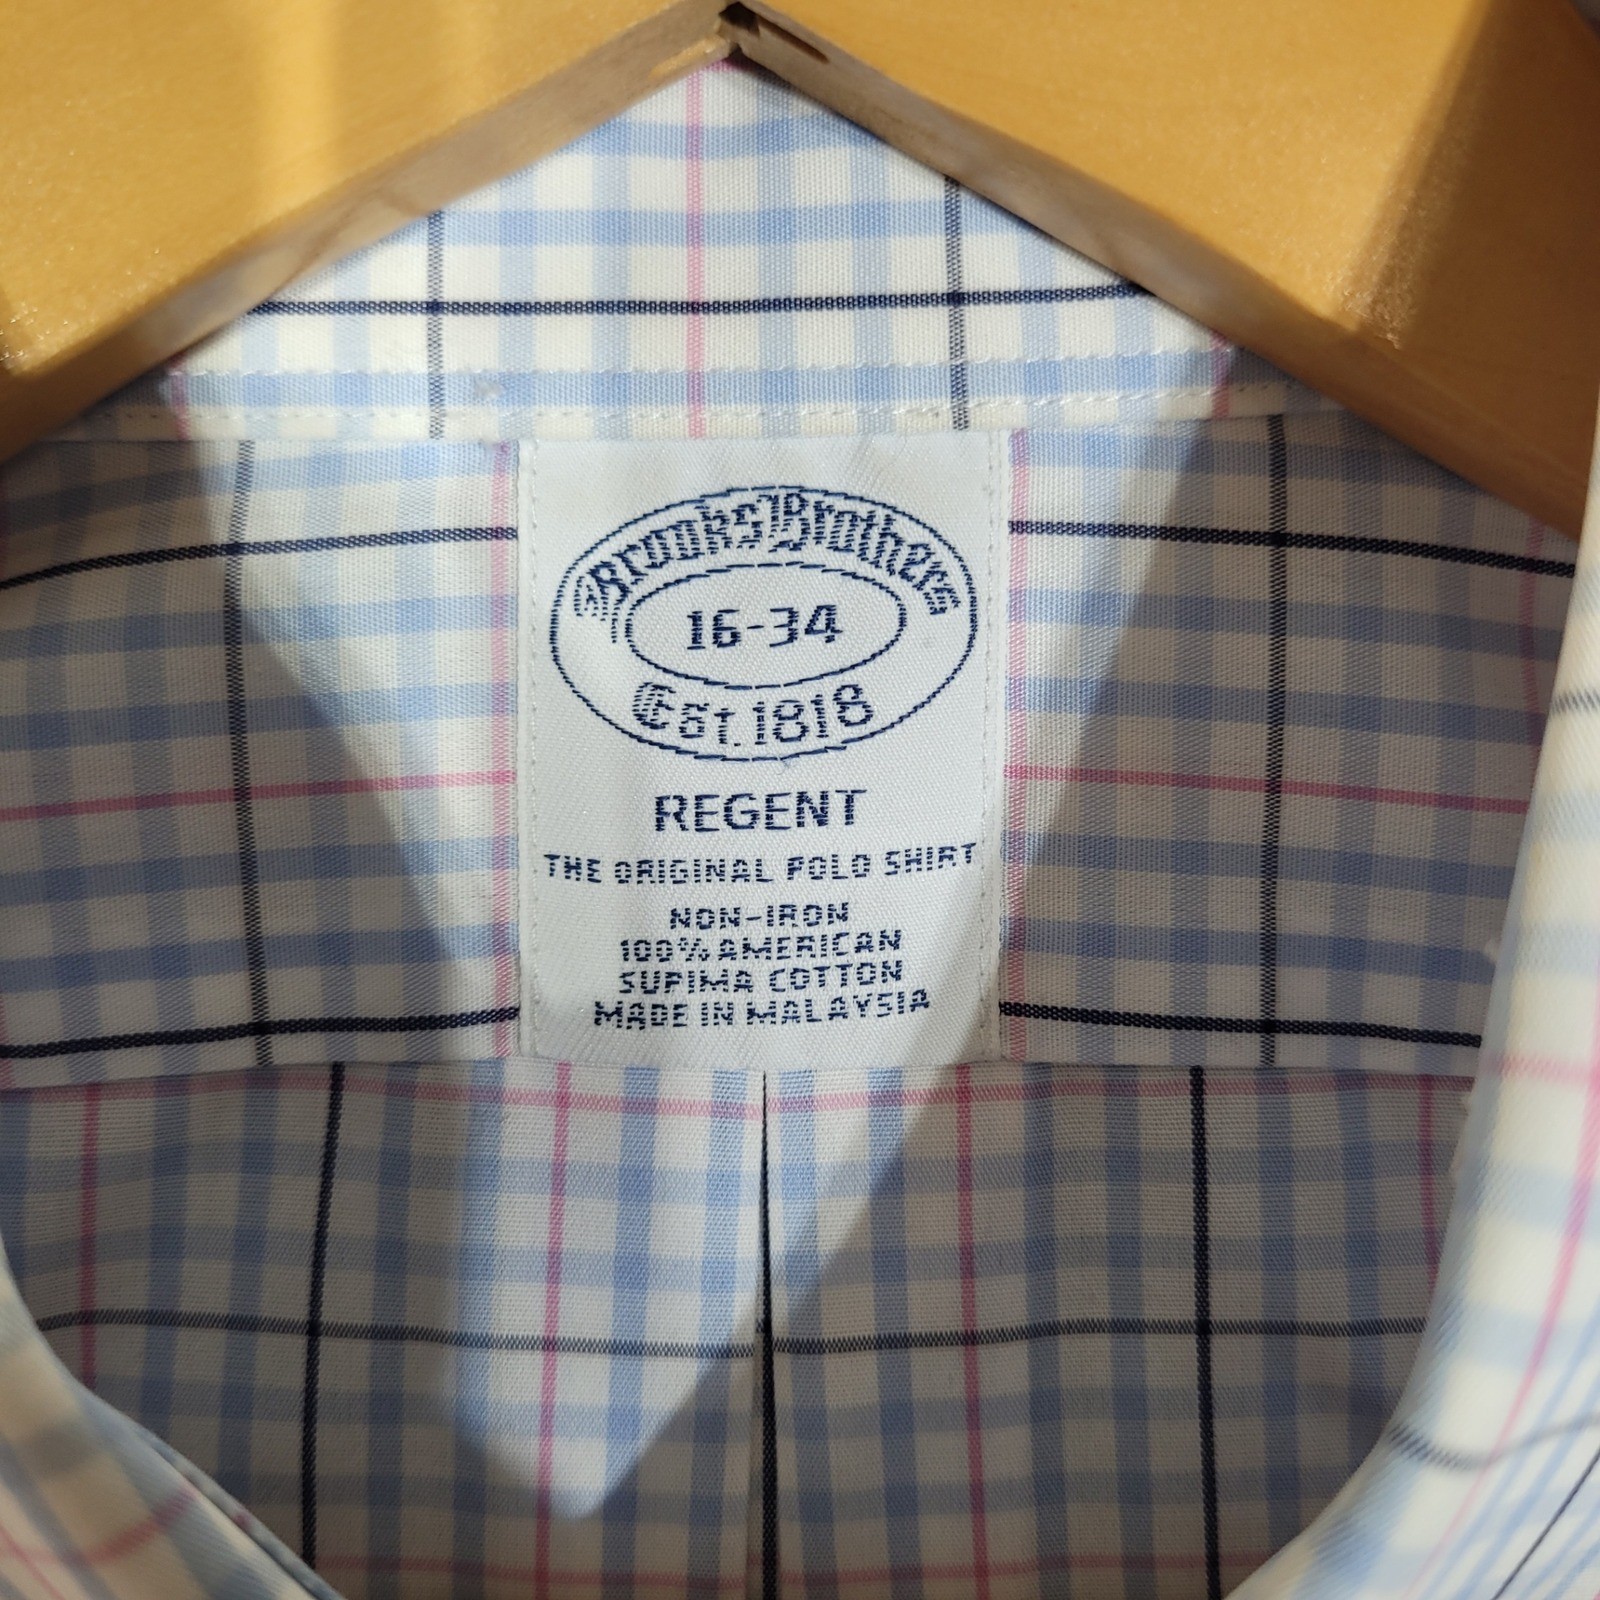 Brooks Brothers
16-34
Est. 1818
REGENT
THE ORIGINAL POLO SHIRT
NON-IRON
100% AMERICAN
SUPIMA COTTON
MADE IN MALAYSIA